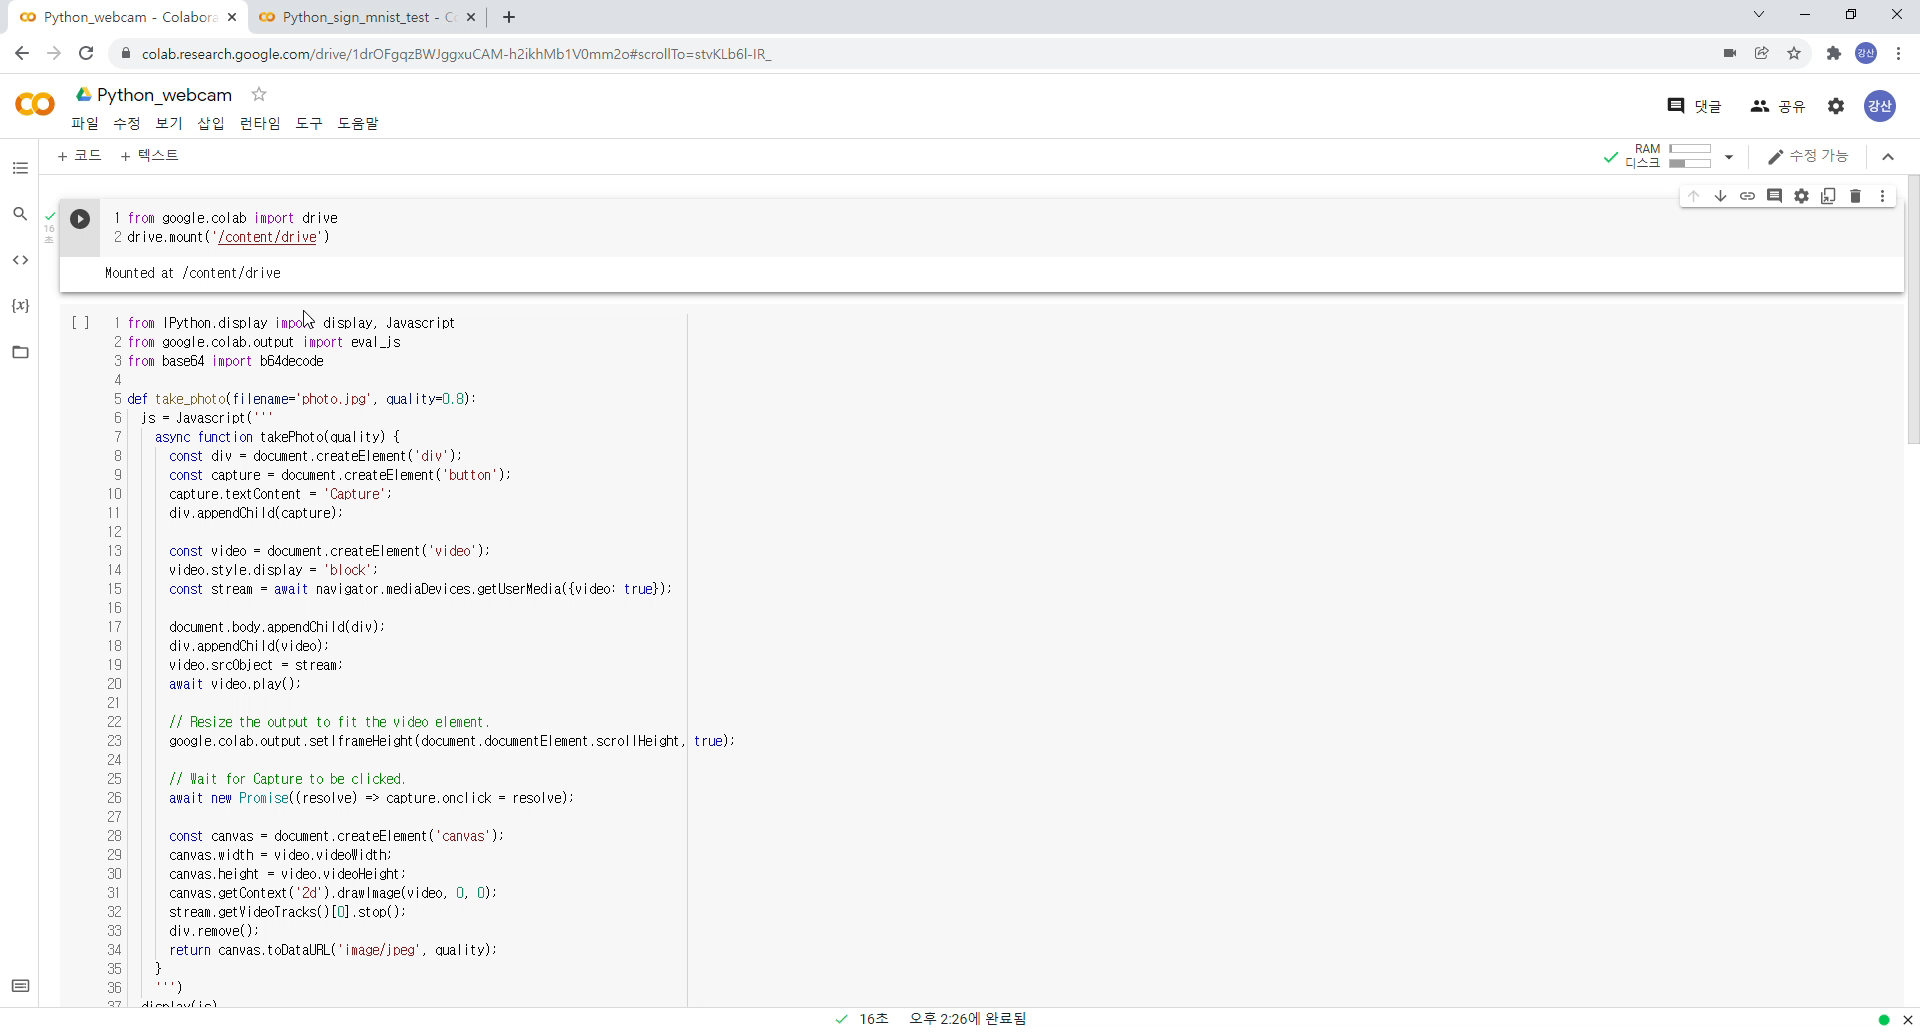 Python_webcam - Colabora
Python_sign_mnist_test - Co
colab.research.google.com/drive/1drOFgqzBWJggxuCAM-h2ikhMb1V0mm2o#scrollTo=stvKLb6l-IR_
강산
Python_webcam
댓글
공유
강산
파일 수정 보기 삽입 런타임 도구 도움말
+ 코드 + 텍스트
RAM
디스크
수정 가능
16
초
1 from google.colab import drive
2 drive.mount('/content/drive')
Mounted at /content/drive
[ ]
1 from IPython.display import display, Javascript
2 from google.colab.output import eval_js
3 from base64 import b64decode
4
5 def take_photo(filename='photo.jpg', quality=0.8):
6 js = Javascript('''
7 async function takePhoto(quality) {
8 const div = document.createElement('div');
9 const capture = document.createElement('button');
10 capture.textContent = 'Capture';
11 div.appendChild(capture);
12
13 const video = document.createElement('video');
14 video.style.display = 'block';
15 const stream = await navigator.mediaDevices.getUserMedia({video: true});
16
17 document.body.appendChild(div);
18 div.appendChild(video);
19 video.srcObject = stream;
20 await video.play();
21
22 // Resize the output to fit the video element.
23 google.colab.output.setIframeHeight(document.documentElement.scrollHeight, true);
24
25 // Wait for Capture to be clicked.
26 await new Promise((resolve) => capture.onclick = resolve);
27
28 const canvas = document.createElement('canvas');
29 canvas.width = video.videoWidth;
30 canvas.height = video.videoHeight;
31 canvas.getContext('2d').drawImage(video, 0, 0);
32 stream.getVideoTracks()[0].stop();
33 div.remove();
34 return canvas.toDataURL('image/jpeg', quality);
35 }
36 ''')
37 display(js)
16초 오후 2:26에 완료됨